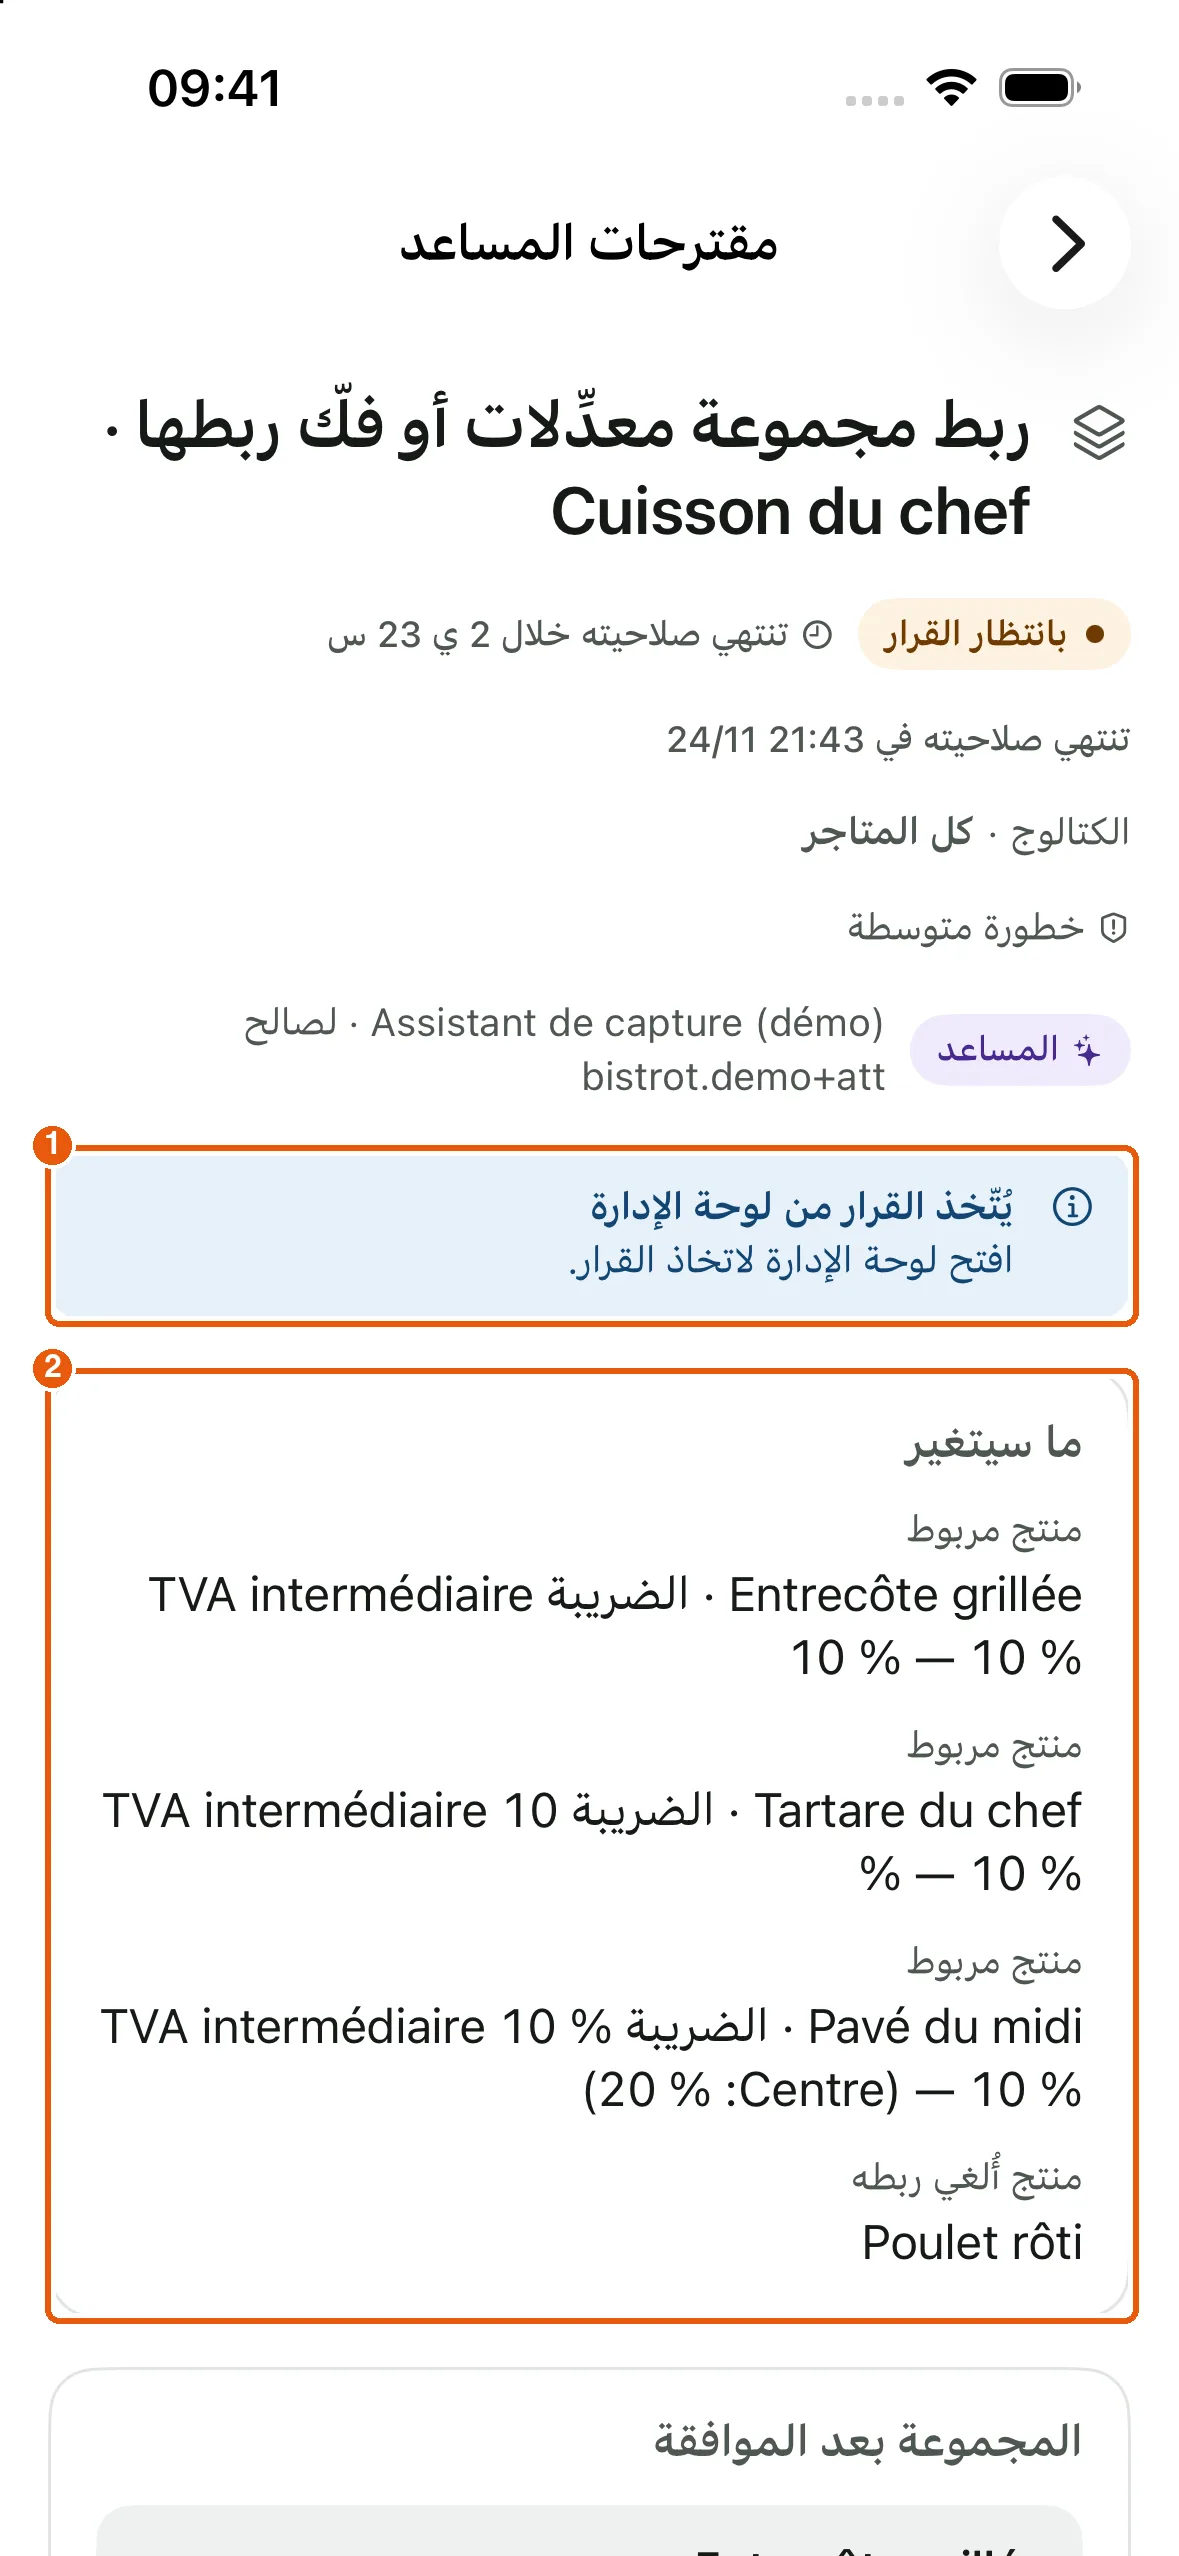 09:41
مقترحات المساعد
ربط مجموعة معدِّلات أو فكّ ربطها ·
Cuisson du chef
بانتظار القرار
تنتهي صلاحيته خلال 2 ي 23 س
تنتهي صلاحيته في 21:43 24/11
الكتالوج · كل المتاجر
خطورة متوسطة
المساعد
Assistant de capture (démo) · لصالح
bistrot.demo+att
1
يُتّخذ القرار من لوحة الإدارة
افتح لوحة الإدارة لاتخاذ القرار.
2
ما سيتغير
منتج مربوط
Entrecôte grillée · الضريبة TVA intermédiaire
10 % — 10 %
منتج مربوط
Tartare du chef · الضريبة TVA intermédiaire 10
% — 10 %
منتج مربوط
Pavé du midi · الضريبة TVA intermédiaire 10 %
— 10 % (Centre: 20 %)
منتج أُلغي ربطه
Poulet rôti
المجموعة بعد الموافقة